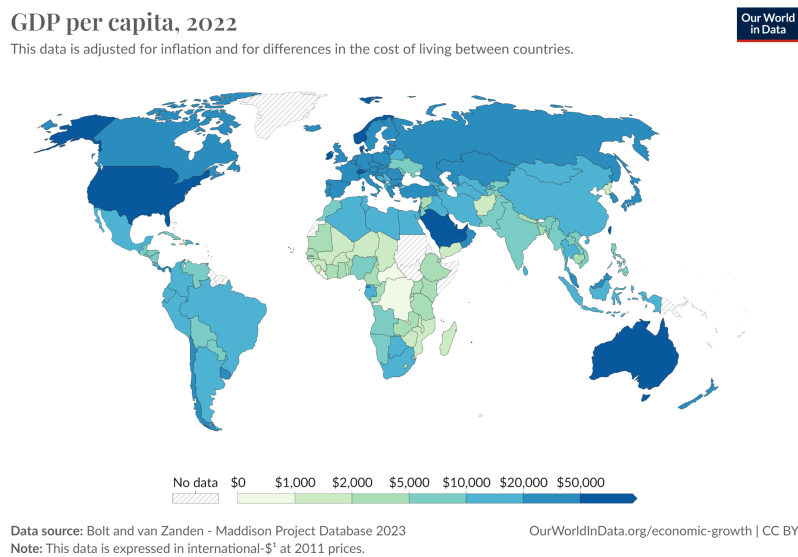 GDP per capita, 2022
Our World
in Data
This data is adjusted for inflation and for differences in the cost of living between countries.
No data $0 $1,000 $2,000 $5,000 $10,000 $20,000 $50,000
Data source: Bolt and van Zanden - Maddison Project Database 2023 OurWorldInData.org/economic-growth | CC BY
Note: This data is expressed in international-$¹ at 2011 prices.